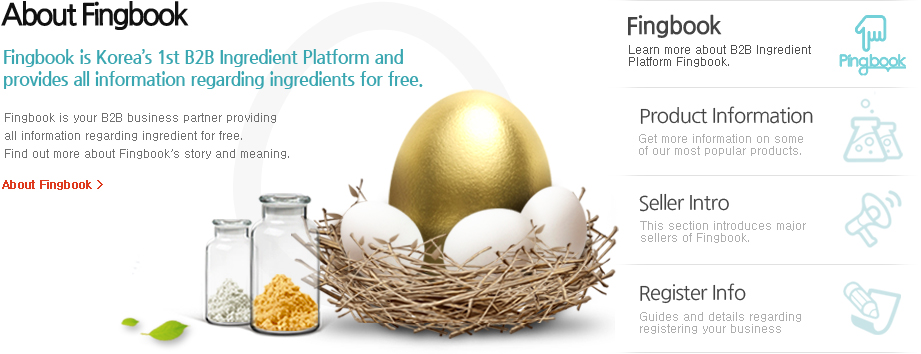 About Fingbook
Fingbook is Korea's 1st B2B Ingredient Platform and
provides all information regarding ingredients for free.
Fingbook is your B2B business partner providing
all information regarding ingredient for free.
Find out more about Fingbook's story and meaning.
About Fingbook >
Fingbook
Learn more about B2B Ingredient
Platform Fingbook.
Pingbook
Product Information
Get more information on some
of our most popular products.
Seller Intro
This section introduces major
sellers of Fingbook.
Register Info
Guides and details regarding
registering your business